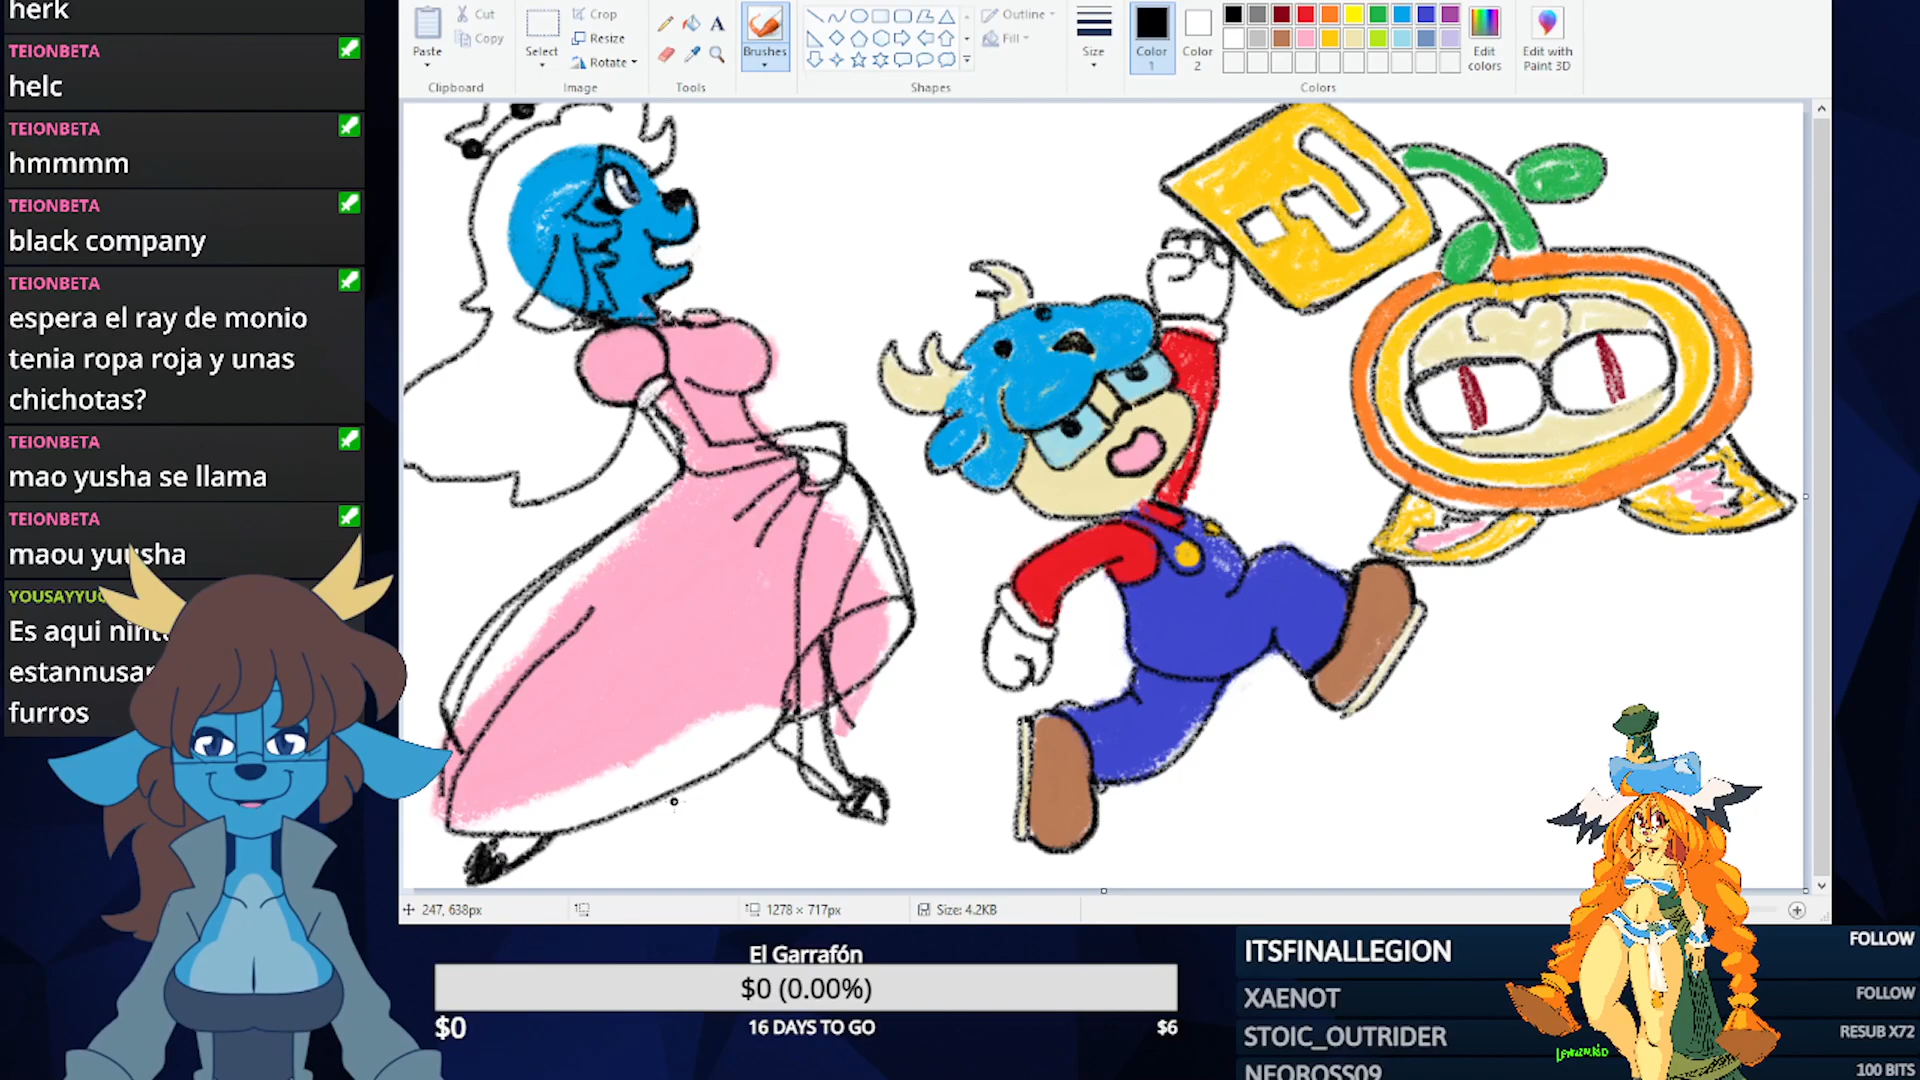 herk
TEIONBETA
helc
TEIONBETA
hmmmm
TEIONBETA
black company
TEIONBETA
espera el ray de monio
tenia ropa roja y unas
chichotas?
TEIONBETA
mao yusha se llama
TEIONBETA
maou yuusha
Es aqui
furros
Paste
Cut
Copy
Clipboard
Select
Crop
Resize
Rotate
Image
A
Tools
Brushes
Shapes
Outline
Fill
Size
Color 1
Color 2
Edit colors
Colors
Edit with Paint 3D
?
247, 638px
1278 × 717px
Size: 4.2KB
El Garrafón
$0 (0.00%)
$0
16 DAYS TO GO
$6
ITSFINALLEGION
FOLLOW
XAENOT
FOLLOW
STOIC_OUTRIDER
RESUB X72
NEOROSS09
100 BITS